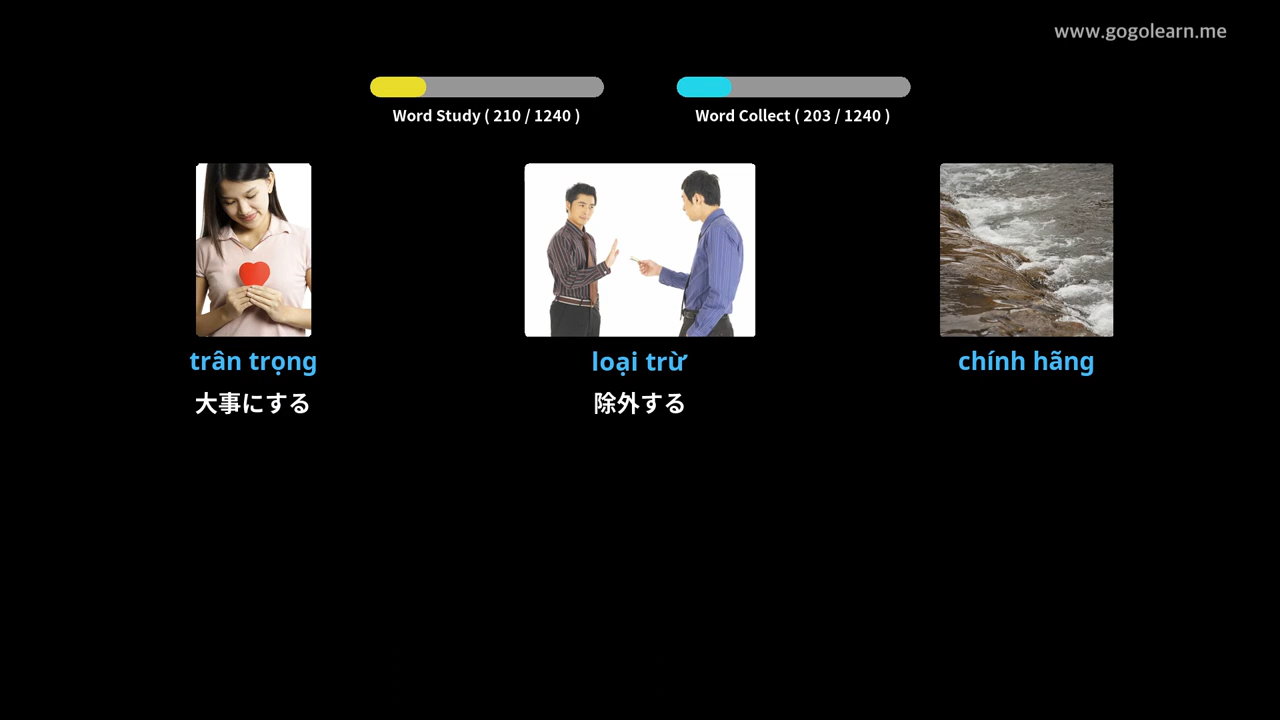 www.gogolearn.me
Word Study ( 210 / 1240 )
Word Collect ( 203 / 1240 )
trân trọng
loại trừ
chính hãng
大事にする
除外する